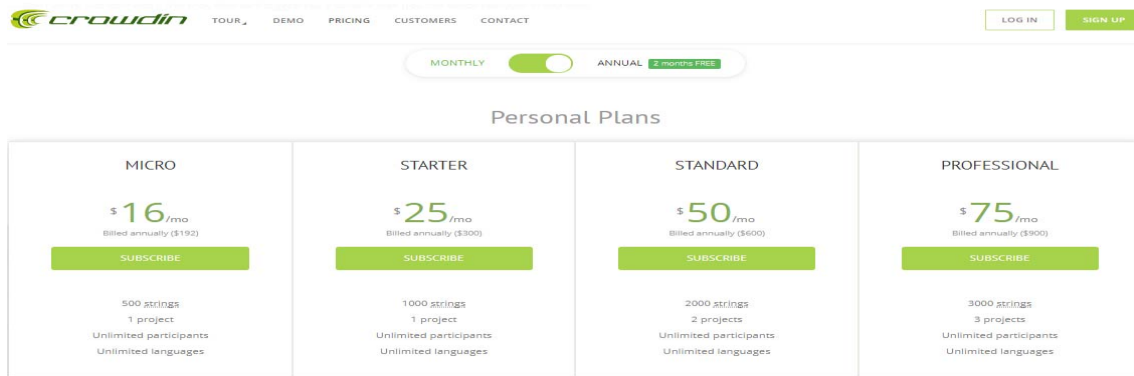 crowdin TOUR DEMO PRICING CUSTOMERS CONTACT LOG IN SIGN UP
MONTHLY ANNUAL 2 months FREE
Personal Plans
MICRO
$16/mo
Billed annually ($192)
SUBSCRIBE
500 strings
1 project
Unlimited participants
Unlimited languages
STARTER
$25/mo
Billed annually ($300)
SUBSCRIBE
1000 strings
1 project
Unlimited participants
Unlimited languages
STANDARD
$50/mo
Billed annually ($600)
SUBSCRIBE
2000 strings
2 projects
Unlimited participants
Unlimited languages
PROFESSIONAL
$75/mo
Billed annually ($900)
SUBSCRIBE
3000 strings
3 projects
Unlimited participants
Unlimited languages